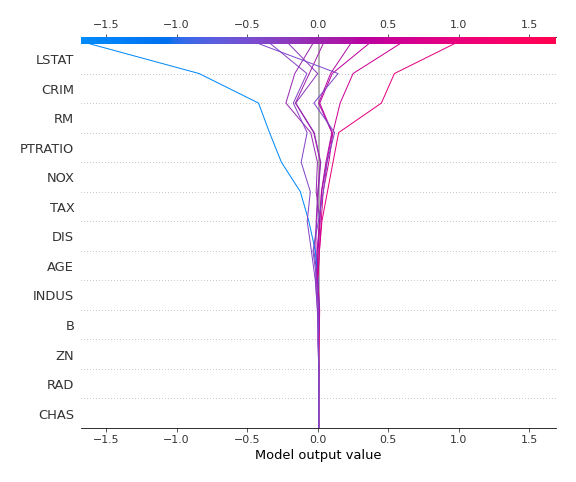 −1.5 −1.0 −0.5 0.0 0.5 1.0 1.5
LSTAT
CRIM
RM
PTRATIO
NOX
TAX
DIS
AGE
INDUS
B
ZN
RAD
CHAS
−1.5 −1.0 −0.5 0.0 0.5 1.0 1.5
Model output value